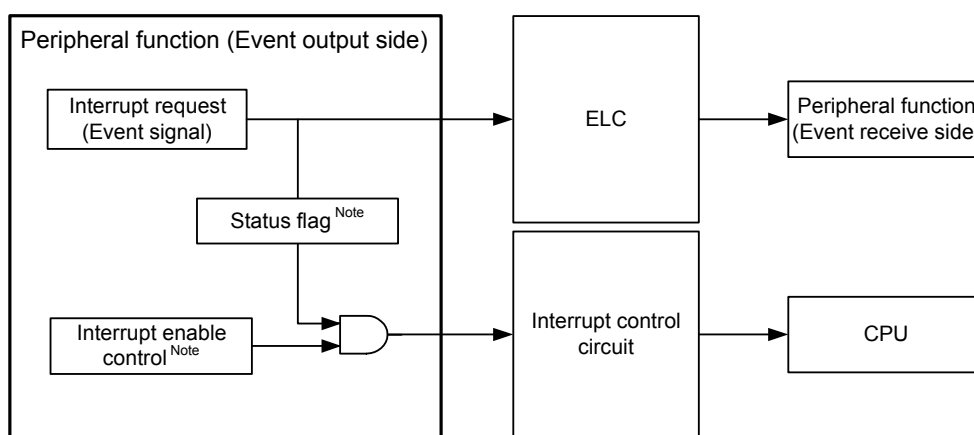 Peripheral function (Event output side)
Interrupt request
(Event signal)
ELC
Peripheral function
(Event receive side
Status flag Note
Interrupt enable
control Note
Interrupt control
circuit
CPU